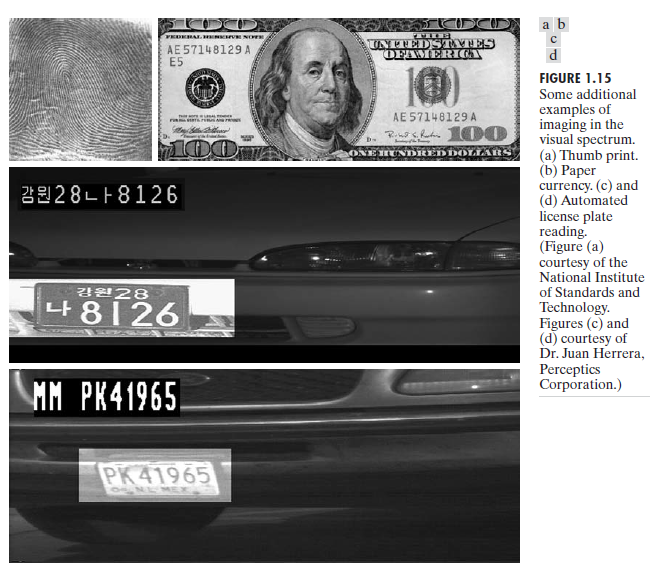 FEDERAL RESERVE NOTE
THE
UNITED STATES
OF AMERICA
AE 57148129 A
E5
100
AE 57148129 A
100
100
ONE HUNDRED DOLLARS
강원28나8126
강원28
나8126
MM PK41965
PK 41965
a b
c
d
FIGURE 1.15
Some additional
examples of
imaging in the
visual spectrum.
(a) Thumb print.
(b) Paper
currency. (c) and
(d) Automated
license plate
reading.
(Figure (a)
courtesy of the
National Institute
of Standards and
Technology.
Figures (c) and
(d) courtesy of
Dr. Juan Herrera,
Perceptics
Corporation.)